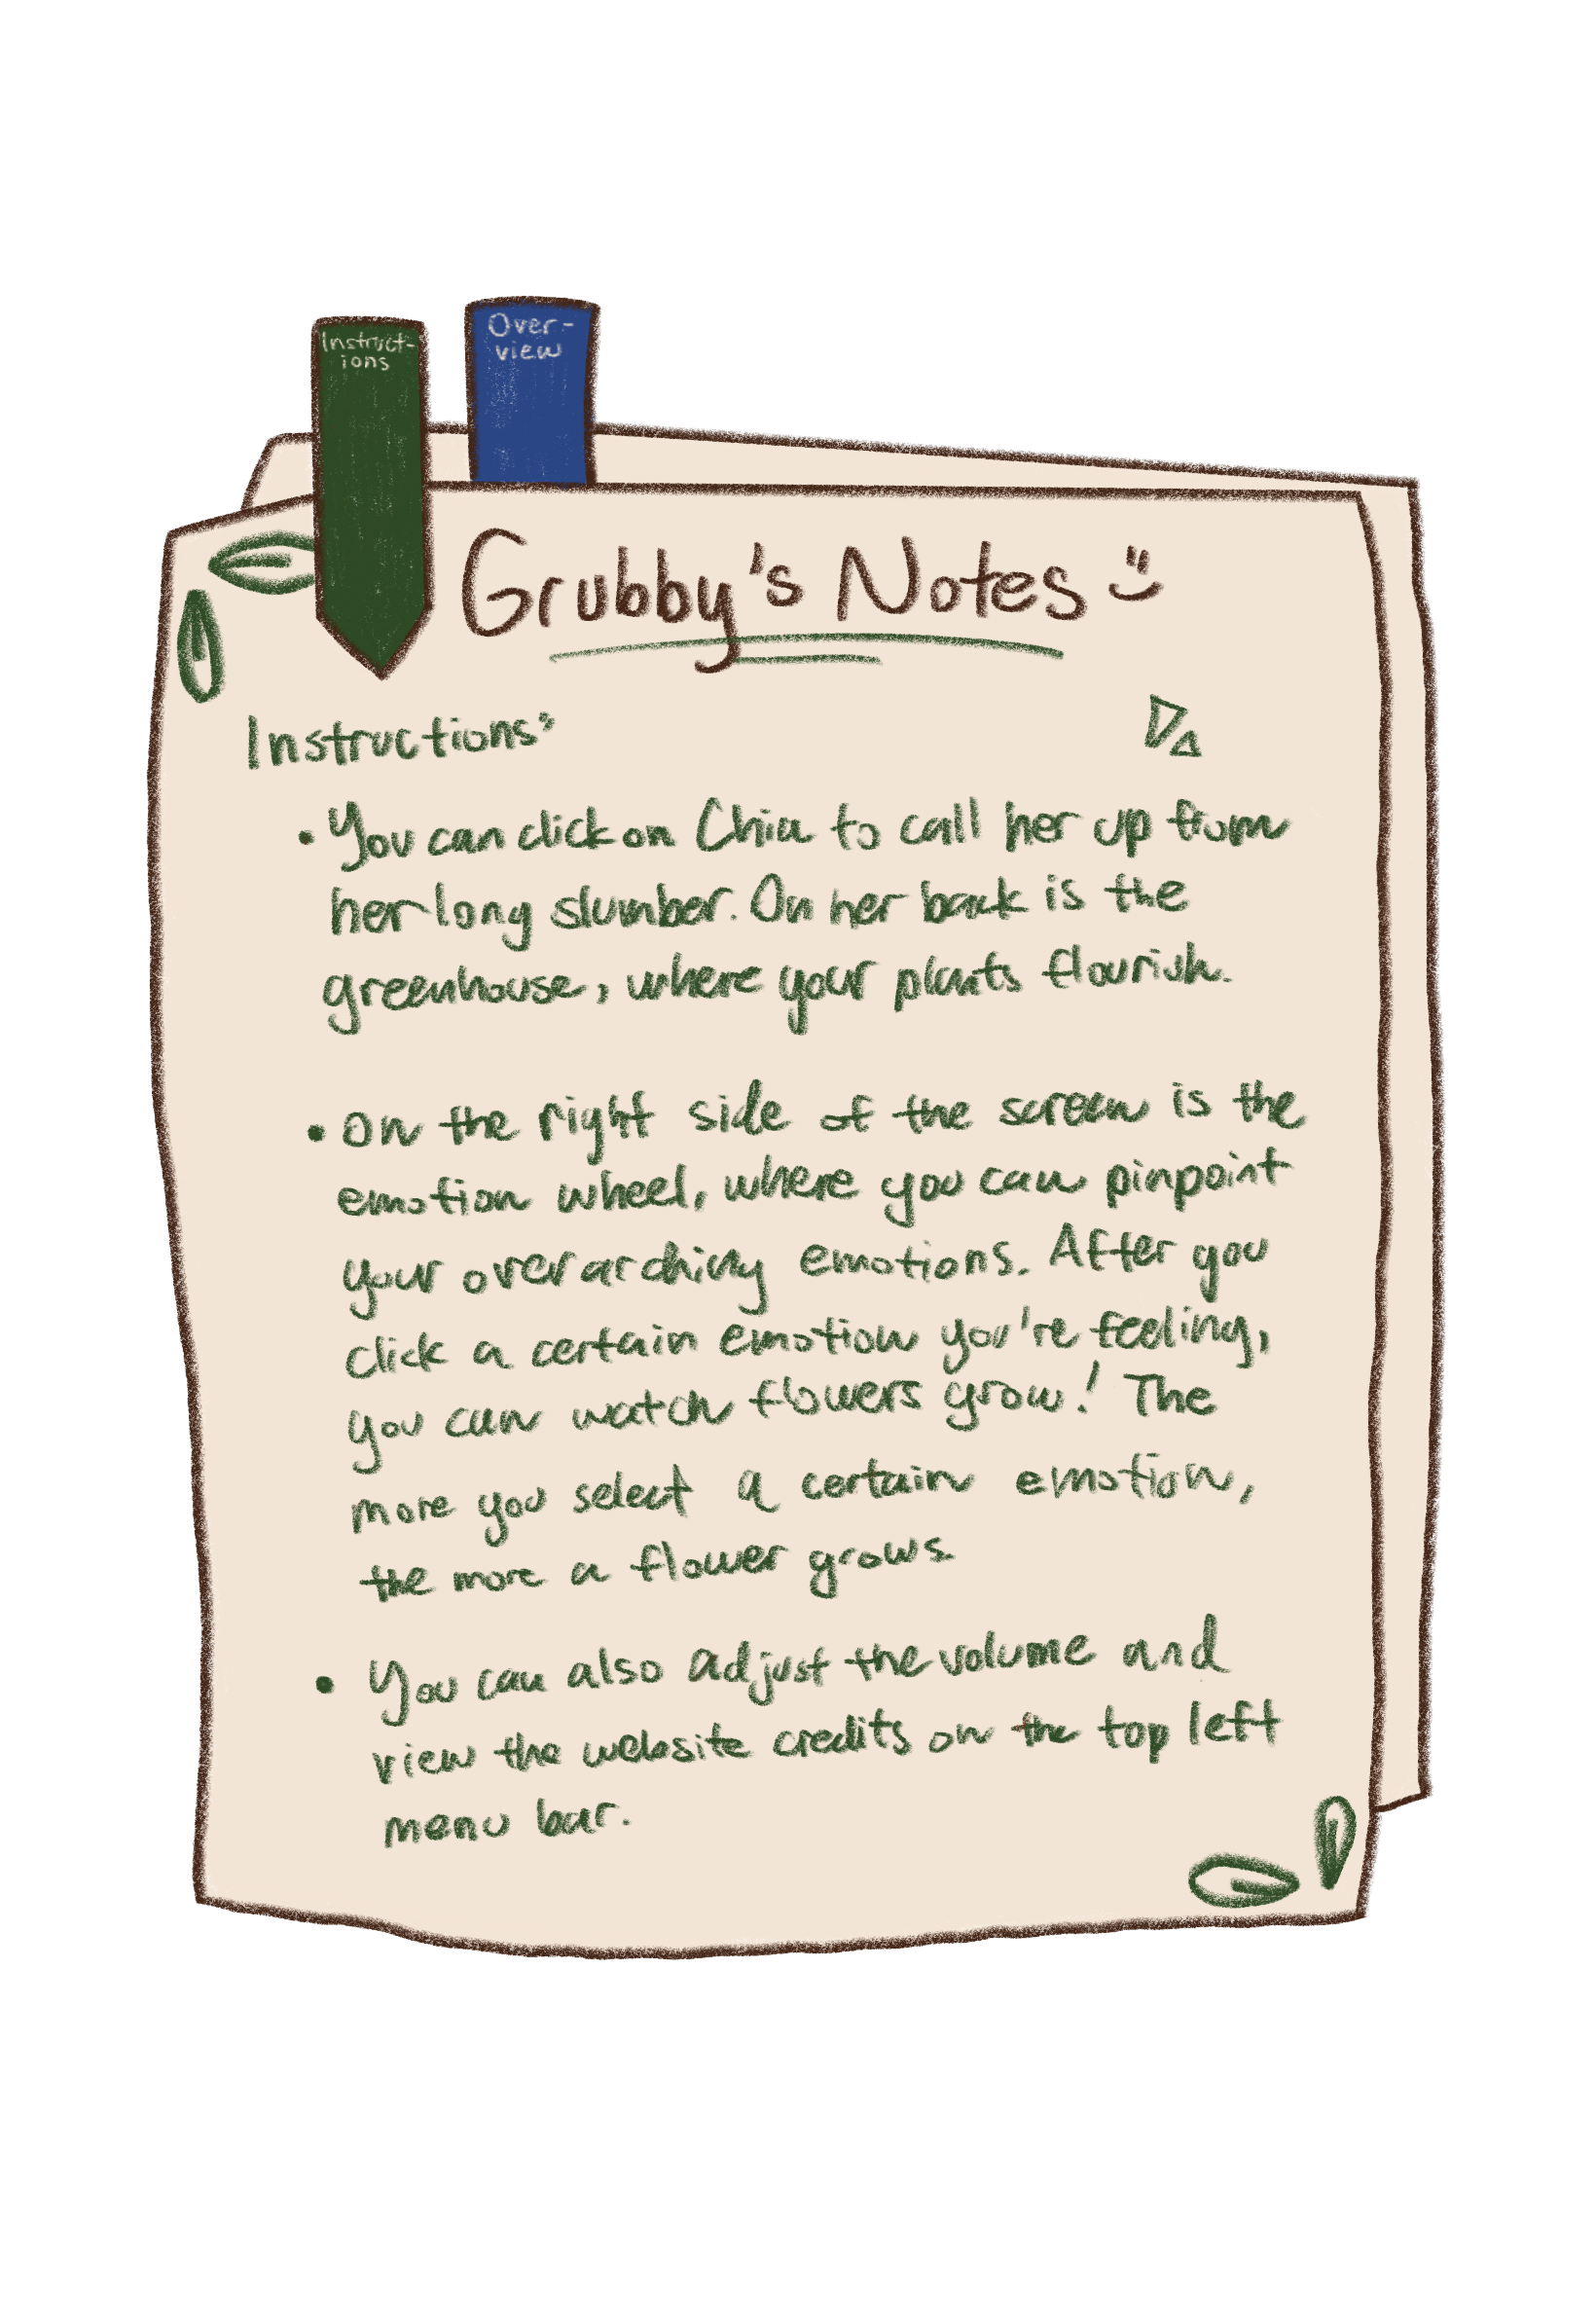 Instruct-
ions
Over-
view
Grubby's Notes
Instructions:
• You can click on Chia to call her up from
her long slumber. On her back is the
greenhouse, where your plants flourish.
• On the right side of the screen is the
emotion wheel, where you can pinpoint
your overarching emotions. After you
click a certain emotion you're feeling,
you can watch flowers grow! The
more you select a certain emotion,
the more a flower grows.
• You can also adjust the volume and
view the website credits on the top left
menu bar.